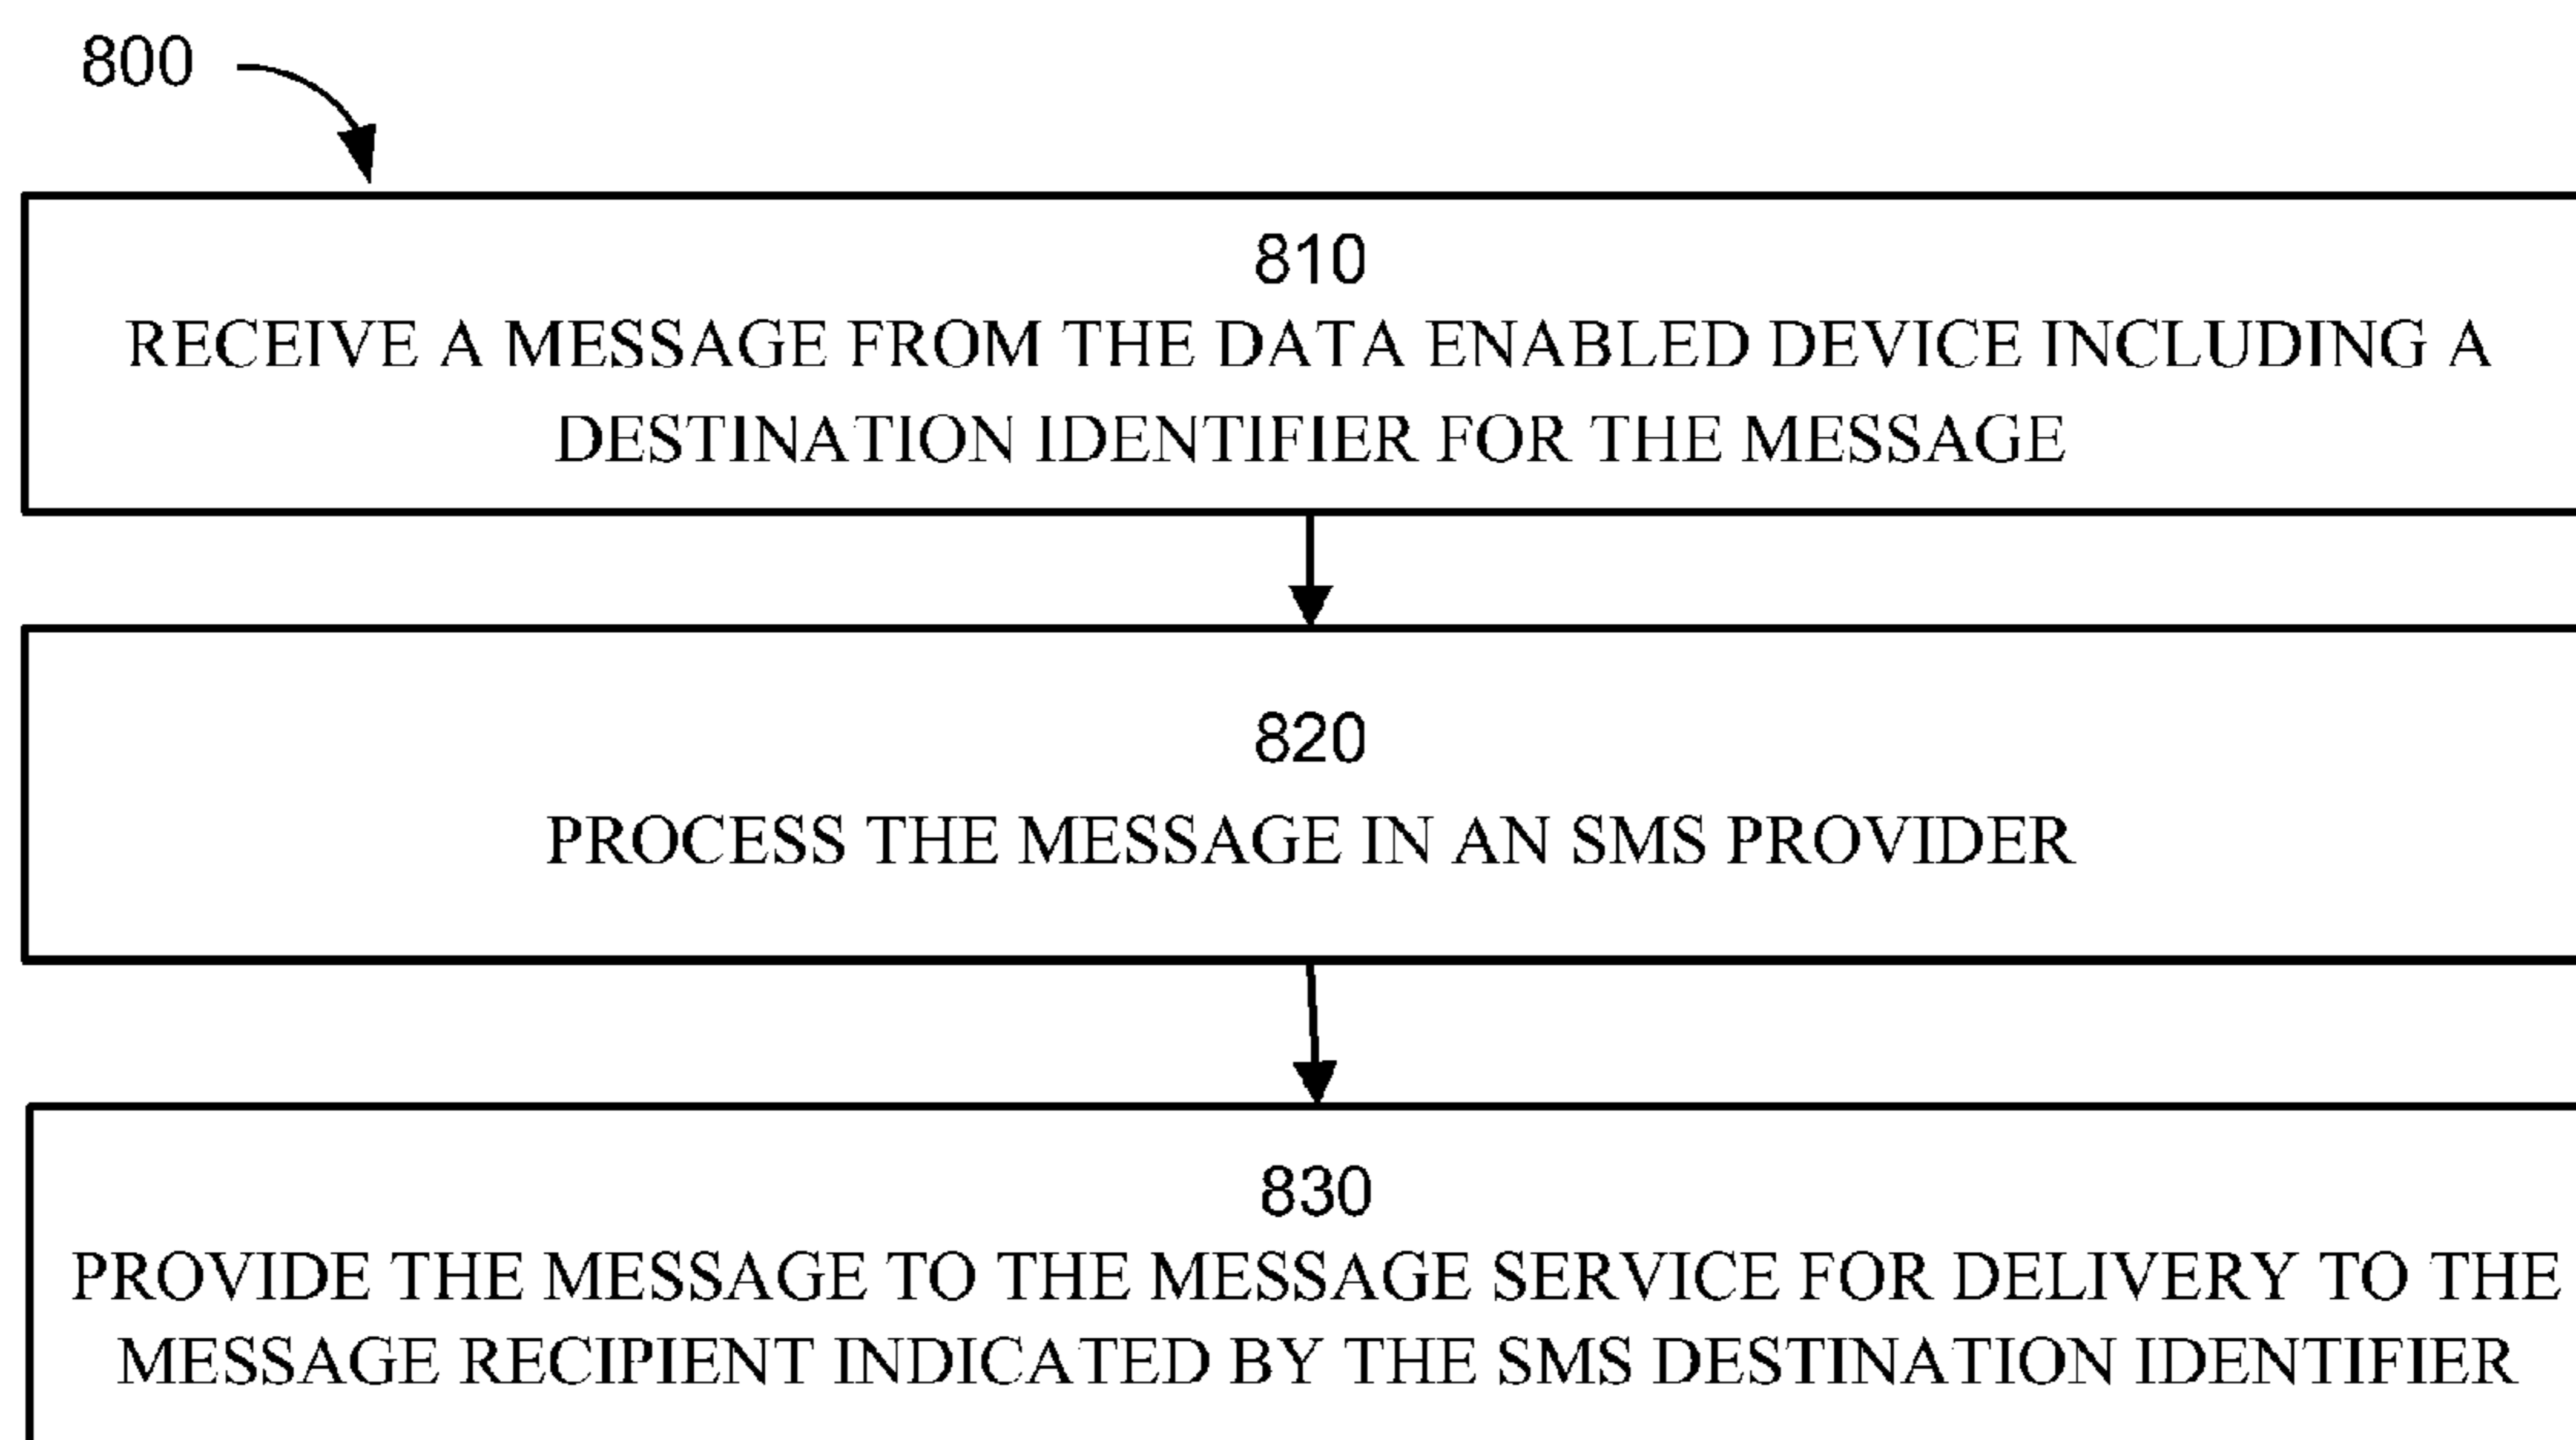 800
810
RECEIVE A MESSAGE FROM THE DATA ENABLED DEVICE INCLUDING A
DESTINATION IDENTIFIER FOR THE MESSAGE
820
PROCESS THE MESSAGE IN AN SMS PROVIDER
830
PROVIDE THE MESSAGE TO THE MESSAGE SERVICE FOR DELIVERY TO THE
MESSAGE RECIPIENT INDICATED BY THE SMS DESTINATION IDENTIFIER